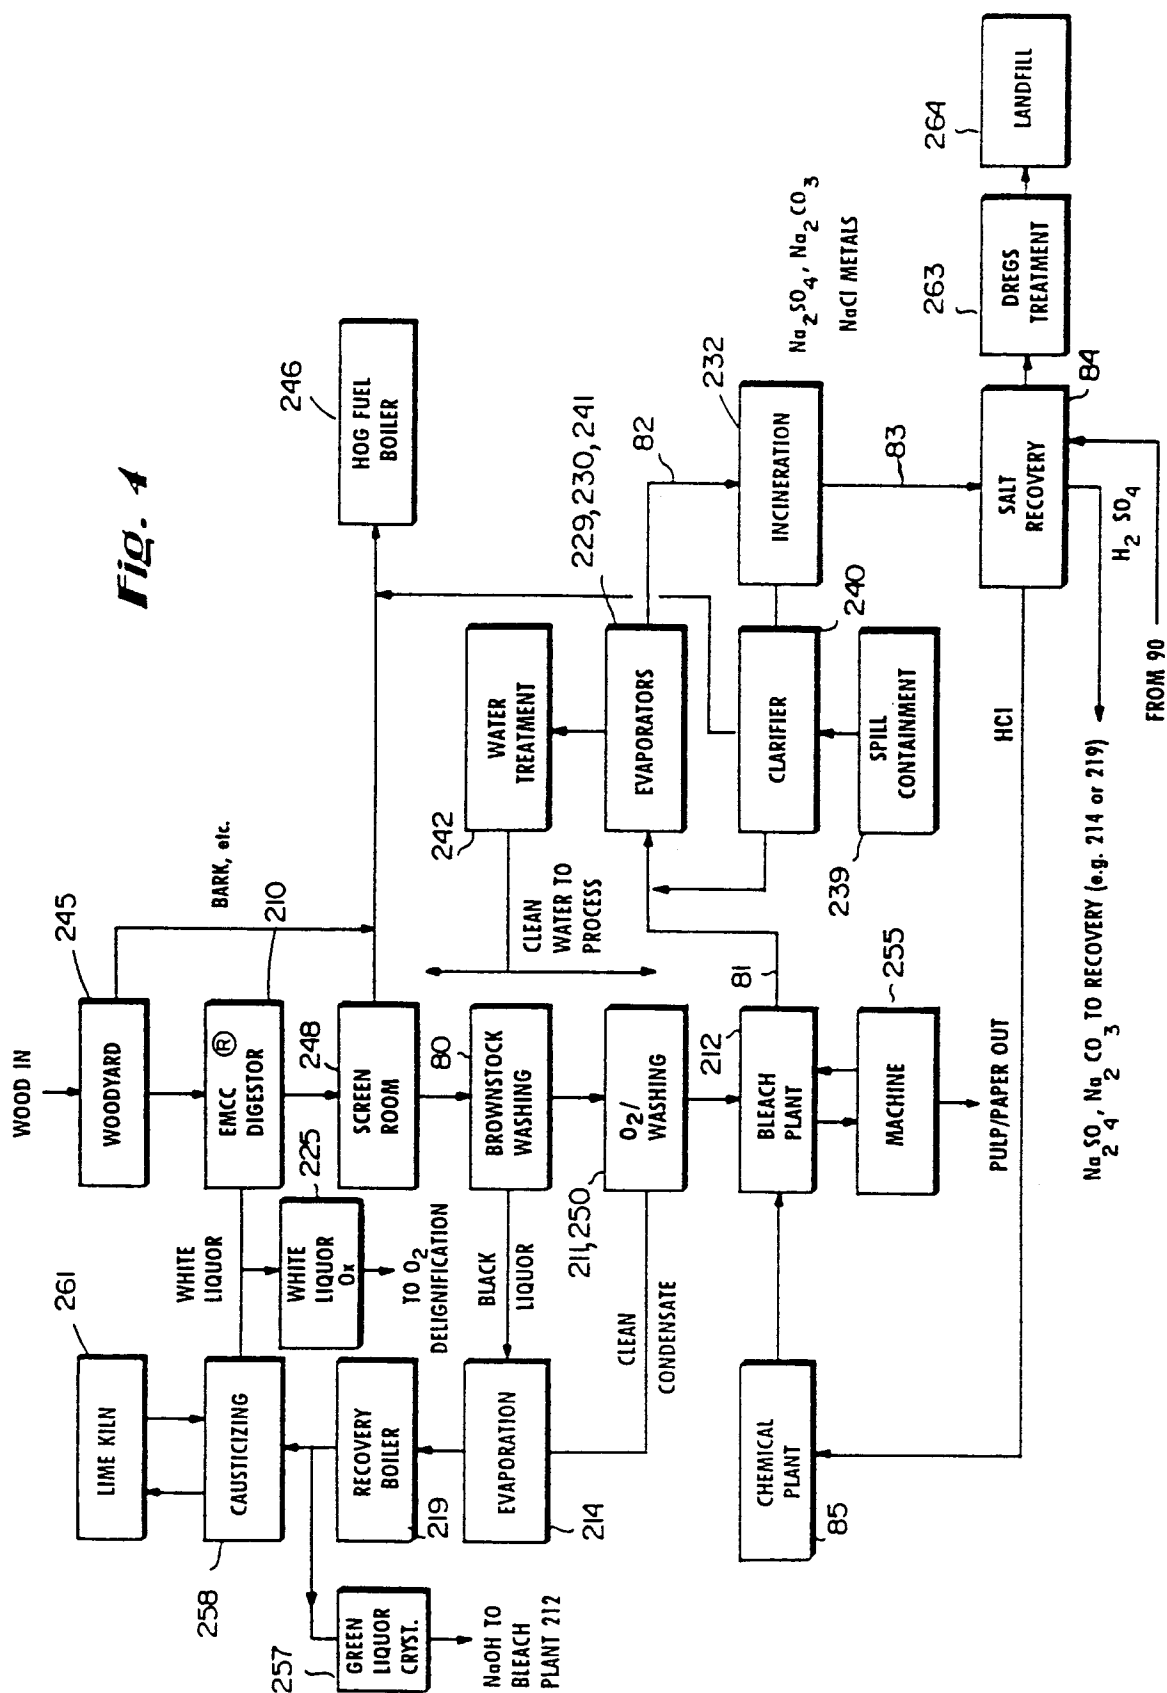 Fig. 4
WOOD IN
245
WOODYARD
BARK, etc.
210
EMCC ®
DIGESTOR
248
SCREEN
ROOM
246
HOG FUEL
BOILER
80
BROWNSTOCK
WASHING
211, 250
O2/
WASHING
212
BLEACH
PLANT
81
255
MACHINE
PULP/PAPER OUT
261
LIME KILN
258
CAUSTICIZING
WHITE
LIQUOR
225
WHITE
LIQUOR
Ox
TO O2
DELIGNIFICATION
219
RECOVERY
BOILER
257
GREEN
LIQUOR
CRYST.
NaOH TO
BLEACH
PLANT 212
214
EVAPORATION
BLACK
LIQUOR
CLEAN
CONDENSATE
85
CHEMICAL
PLANT
242
WATER
TREATMENT
CLEAN
WATER TO
PROCESS
229, 230, 241
EVAPORATORS
82
232
INCINERATION
Na2SO4, Na2CO3
NaCl METALS
240
CLARIFIER
239
SPILL
CONTAINMENT
83
84
SALT
RECOVERY
HCl
H2 SO4
FROM 90
Na2SO4, Na2CO3 TO RECOVERY (e.g. 214 or 219)
263
DREGS
TREATMENT
264
LANDFILL